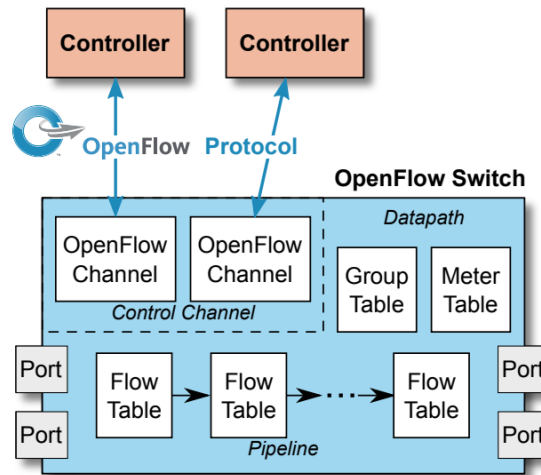 Controller Controller
OpenFlow Protocol
OpenFlow Switch
Datapath
OpenFlow OpenFlow
Channel Channel
Control Channel
Group Meter
Table Table
Port Port
Flow Flow Flow
Table Table Table
...
Port Port
Pipeline